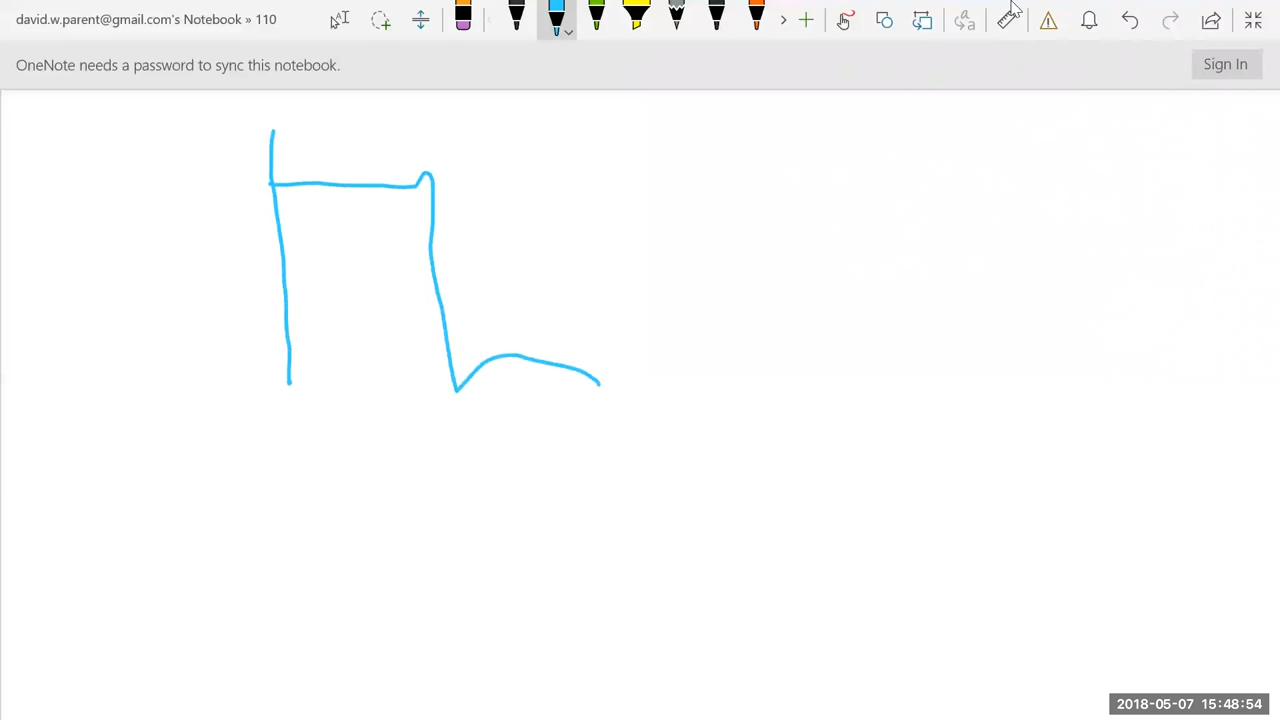 david.w.parent@gmail.com's Notebook » 110
OneNote needs a password to sync this notebook.
Sign In
2018-05-07 15:48:54